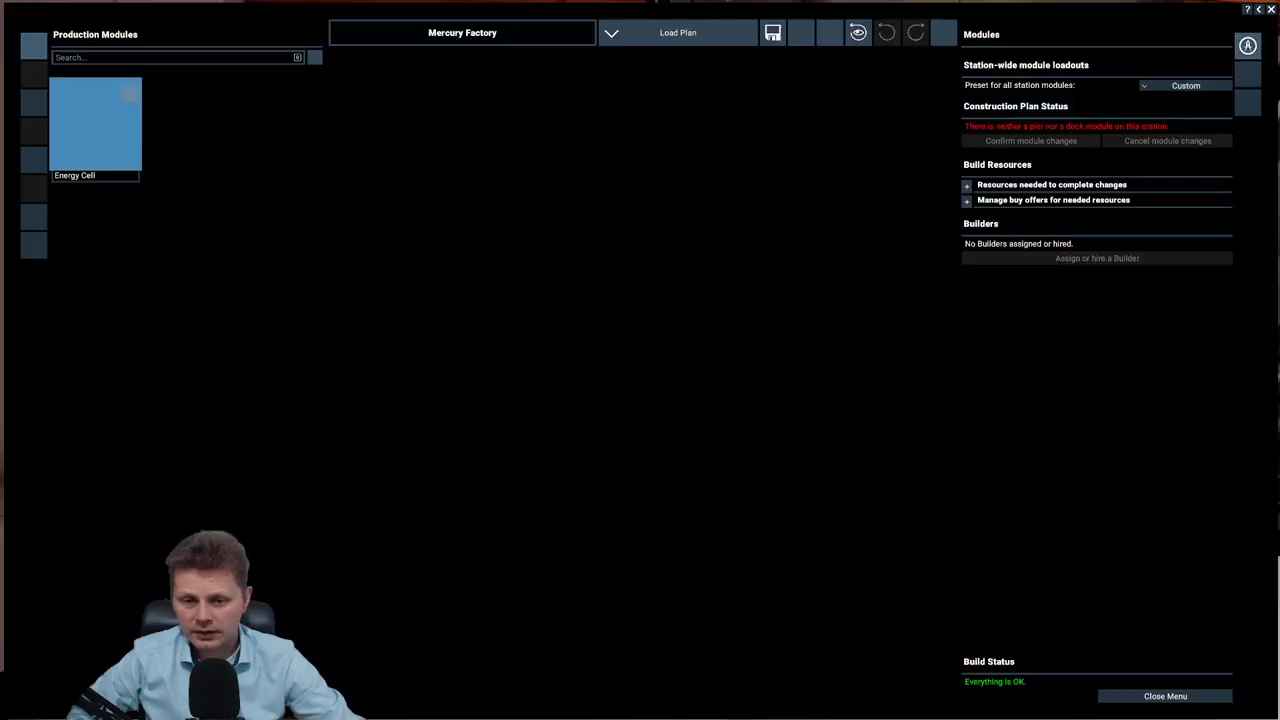 Production Modules
Search...
Energy Cell
Mercury Factory
Load Plan
Modules
Station-wide module loadouts
Preset for all station modules:
Custom
Construction Plan Status
There is neither a pier nor a dock module on this station.
Confirm module changes
Cancel module changes
Build Resources
Resources needed to complete changes
Manage buy offers for needed resources
Builders
No Builders assigned or hired.
Assign or hire a Builder
Build Status
Everything is OK.
Close Menu